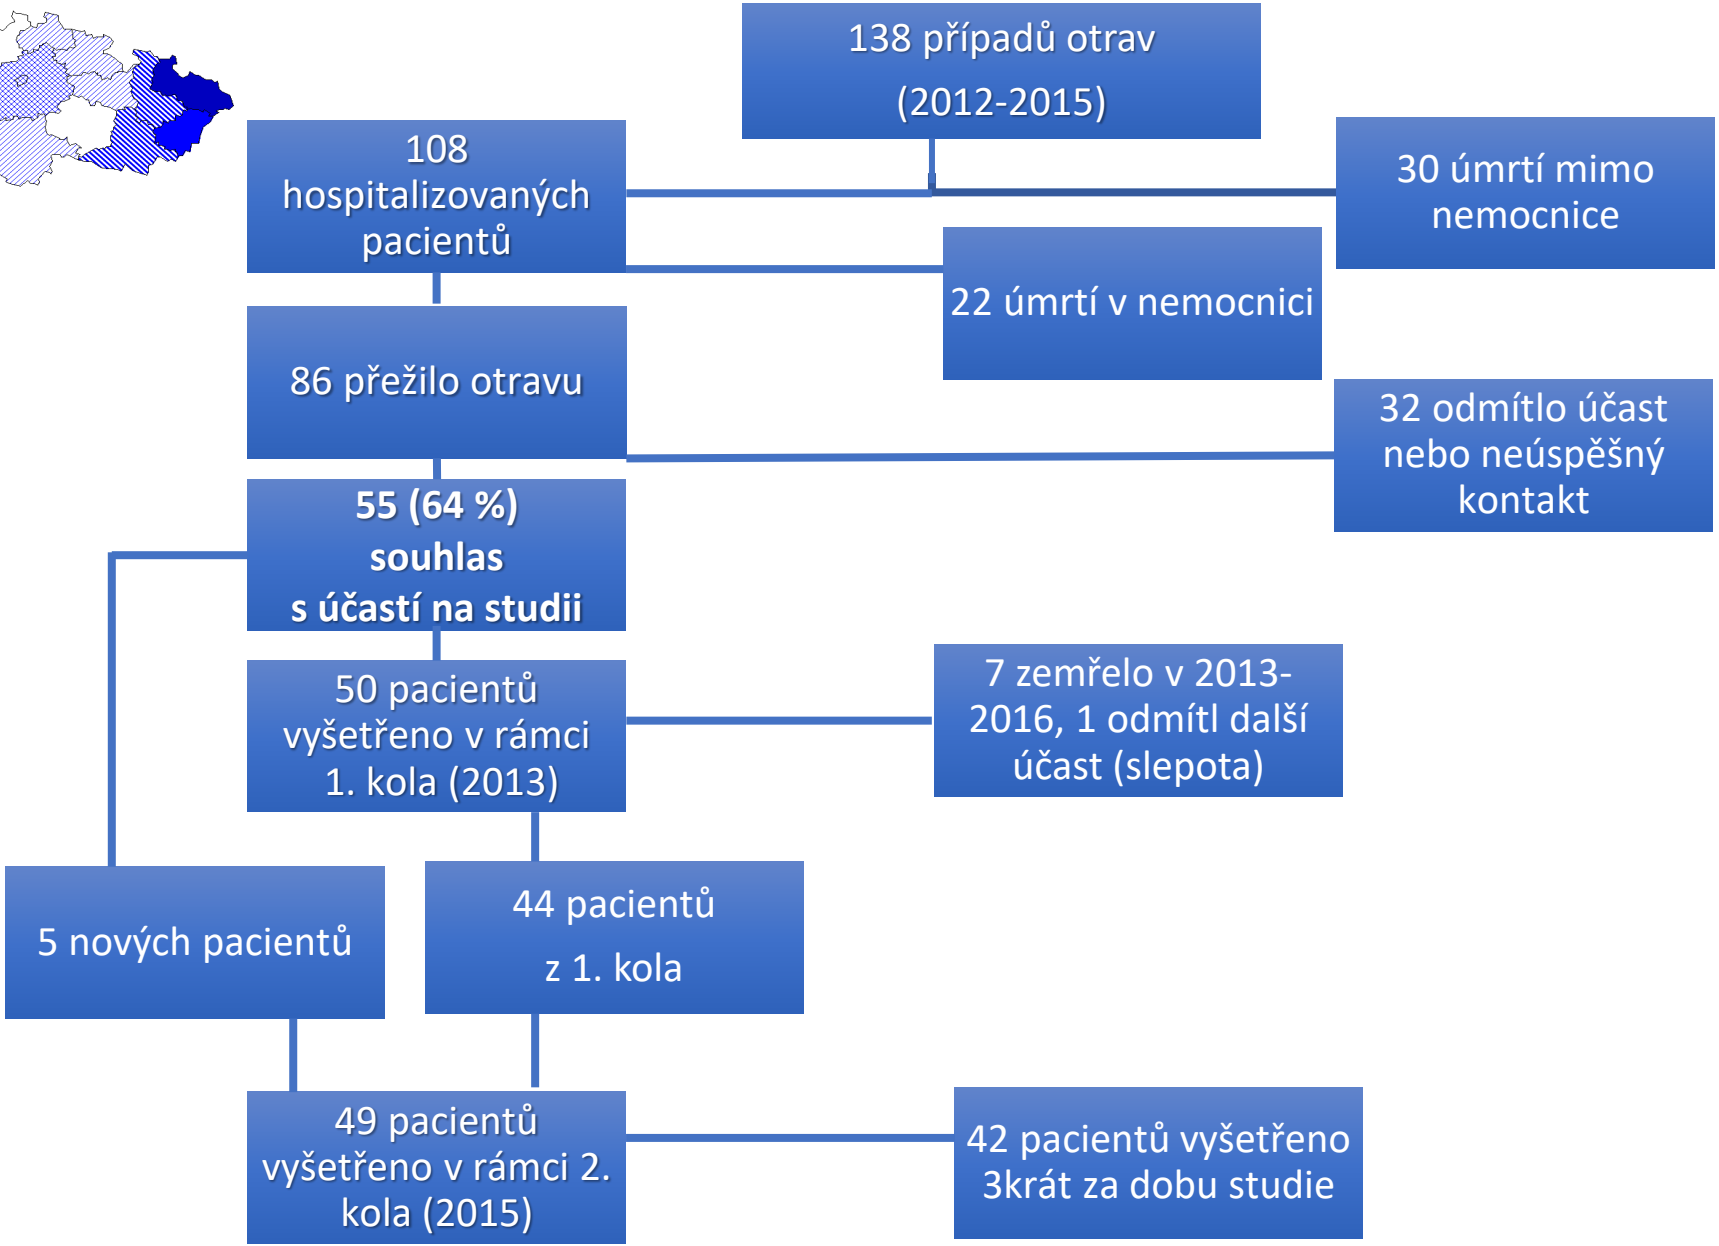 138 případů otrav
(2012-2015)
108
hospitalizovaných
pacientů
30 úmrtí mimo
nemocnice
22 úmrtí v nemocnici
86 přežilo otravu
32 odmítlo účast
nebo neúspěšný
kontakt
55 (64 %)
souhlas
s účastí na studii
50 pacientů
vyšetřeno v rámci
1. kola (2013)
7 zemřelo v 2013-
2016, 1 odmítl další
účast (slepota)
5 nových pacientů
44 pacientů
z 1. kola
49 pacientů
vyšetřeno v rámci 2.
kola (2015)
42 pacientů vyšetřeno
3krát za dobu studie